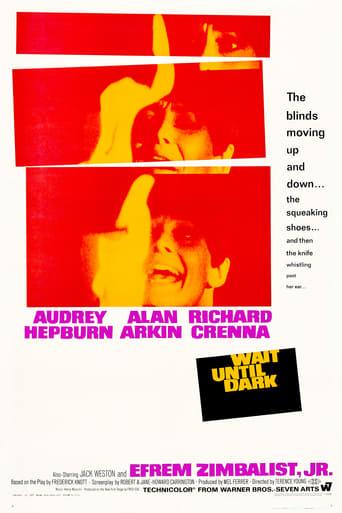 The
blinds
moving
up
and
down...
the
squeaking
shoes...
and then
the knife
whistling
past
her ear...
AUDREY HEPBURN
ALAN ARKIN
RICHARD CRENNA
WAIT
UNTIL
DARK
Also Starring JACK WESTON and EFREM ZIMBALIST, JR.
Based on the Play by FREDERICK KNOTT · Screenplay by ROBERT & JANE-HOWARD CARRINGTON · Produced by MEL FERRER · Directed by TERENCE YOUNG
TECHNICOLOR® FROM WARNER BROS.-SEVEN ARTS W7